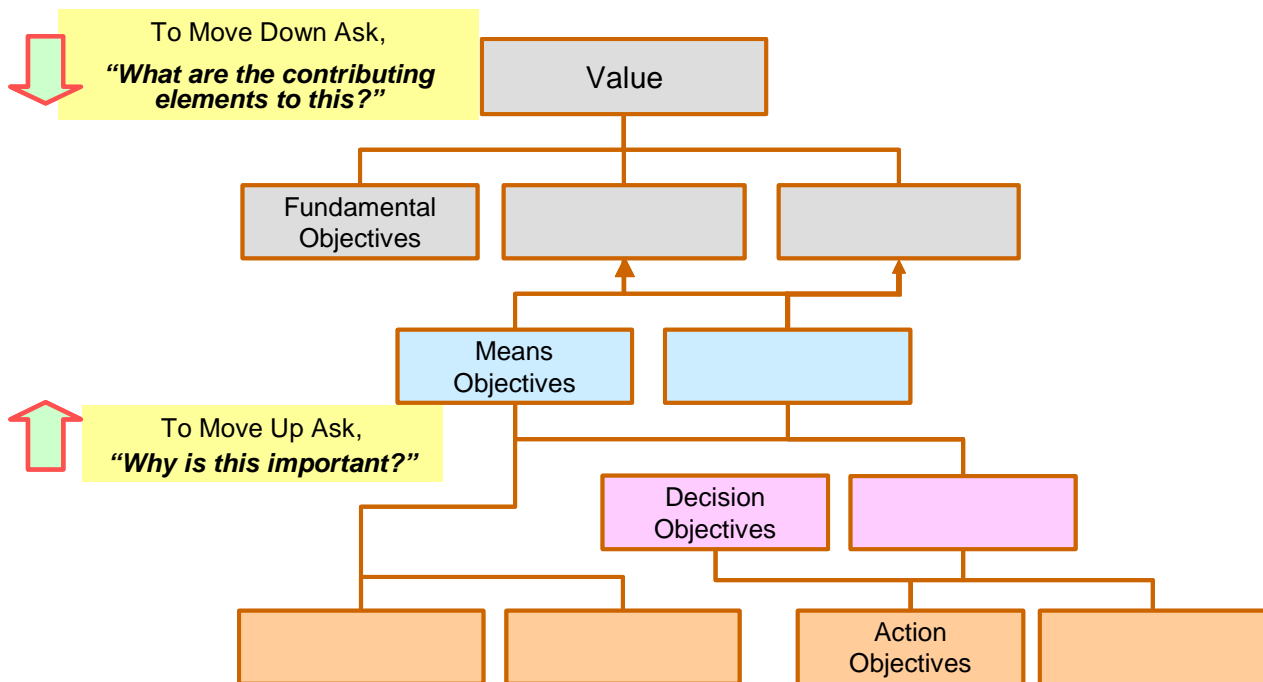 To Move Down Ask,
“What are the contributing
elements to this?”
Value
Fundamental
Objectives
Means
Objectives
To Move Up Ask,
“Why is this important?”
Decision
Objectives
Action
Objectives